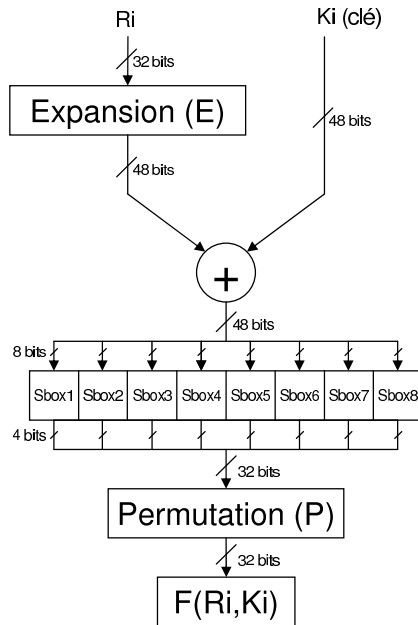 Ri Ki (clé)
32 bits
Expansion (E)
48 bits
48 bits
+
48 bits
8 bits
Sbox1 Sbox2 Sbox3 Sbox4 Sbox5 Sbox6 Sbox7 Sbox8
4 bits
32 bits
Permutation (P)
32 bits
F(Ri,Ki)